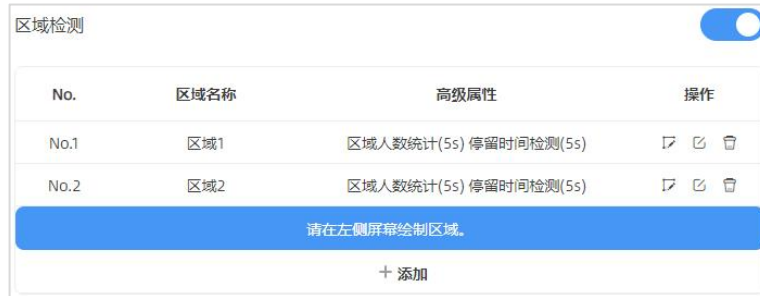 区域检测
No. 区域名称 高级属性 操作
No.1 区域1 区域人数统计(5s) 停留时间检测(5s)
No.2 区域2 区域人数统计(5s) 停留时间检测(5s)
请在左侧屏幕绘制区域。
+ 添加